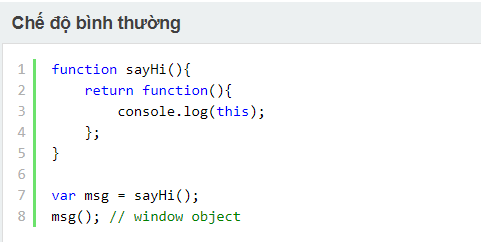 Chế độ bình thường
1 function sayHi(){
2     return function(){
3         console.log(this);
4     };
5 }
6
7 var msg = sayHi();
8 msg(); // window object